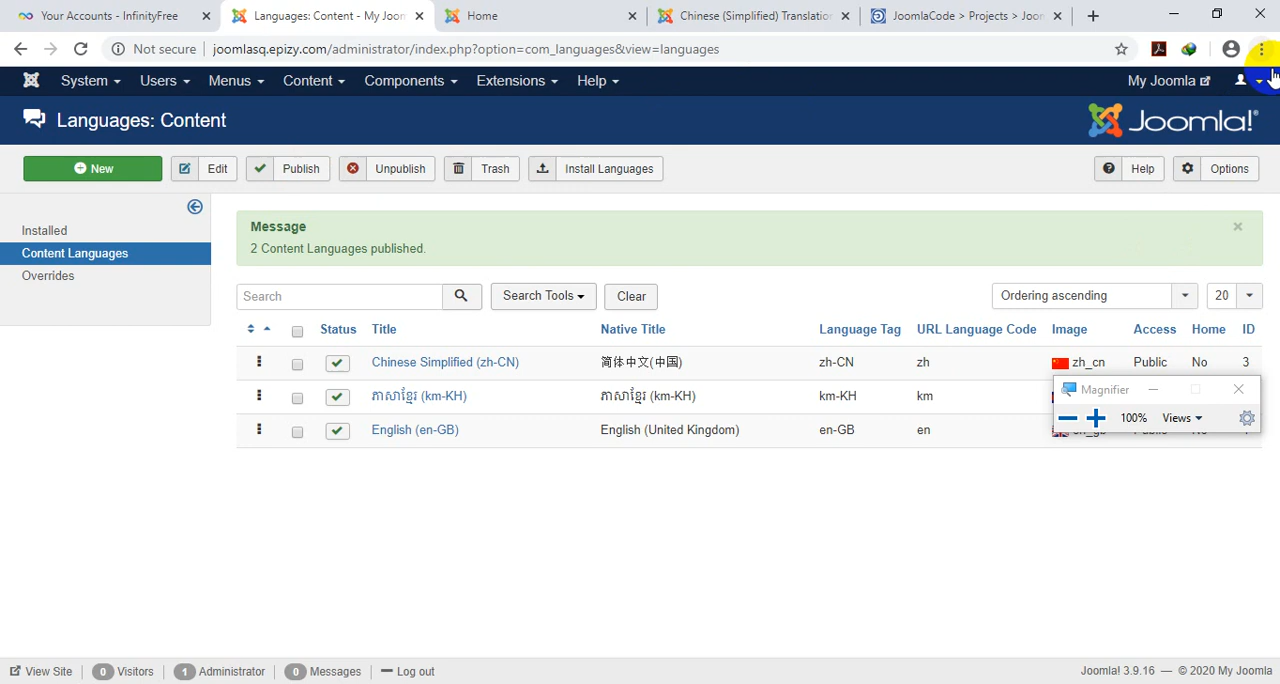 Your Accounts - InfinityFree
Languages: Content - My Joom
Home
Chinese (Simplified) Translation
JoomlaCode > Projects > Joom
Not secure
joomlasq.epizy.com/administrator/index.php?option=com_languages&view=languages
System
Users
Menus
Content
Components
Extensions
Help
My Joomla
Languages: Content
Joomla!®
New
Edit
Publish
Unpublish
Trash
Install Languages
Help
Options
Installed
Content Languages
Overrides
Message
2 Content Languages published.
Search
Search Tools
Clear
Ordering ascending
20
Status Title Native Title Language Tag URL Language Code Image Access Home ID
Chinese Simplified (zh-CN) 简体中文(中国) zh-CN zh zh_cn Public No 3
ភាសាខ្មែរ (km-KH) ភាសាខ្មែរ (km-KH) km-KH km
English (en-GB) English (United Kingdom) en-GB en
Magnifier
100% Views
View Site
0 Visitors
1 Administrator
0 Messages
Log out
Joomla! 3.9.16 — © 2020 My Joomla